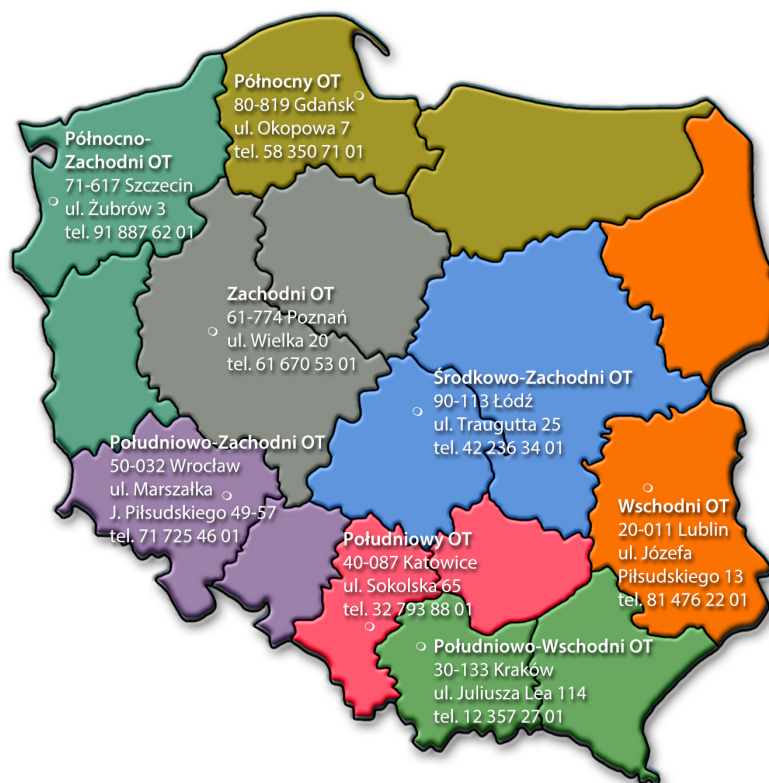 Północny OT
80-819 Gdańsk
ul. Okopowa 7
tel. 58 350 71 01
Północno-
Zachodni OT
71-617 Szczecin
ul. Żubrów 3
tel. 91 887 62 01
Zachodni OT
61-774 Poznań
ul. Wielka 20
tel. 61 670 53 01
Środkowo-Zachodni OT
90-113 Łódź
ul. Traugutta 25
tel. 42 236 34 01
Południowo-Zachodni OT
50-032 Wrocław
ul. Marszałka
J. Piłsudskiego 49-57
tel. 71 725 46 01
Wschodni OT
20-011 Lublin
ul. Józefa
Piłsudskiego 13
tel. 81 476 22 01
Południowy OT
40-087 Katowice
ul. Sokolska 65
tel. 32 793 88 01
Południowo-Wschodni OT
30-133 Kraków
ul. Juliusza Lea 114
tel. 12 357 27 01